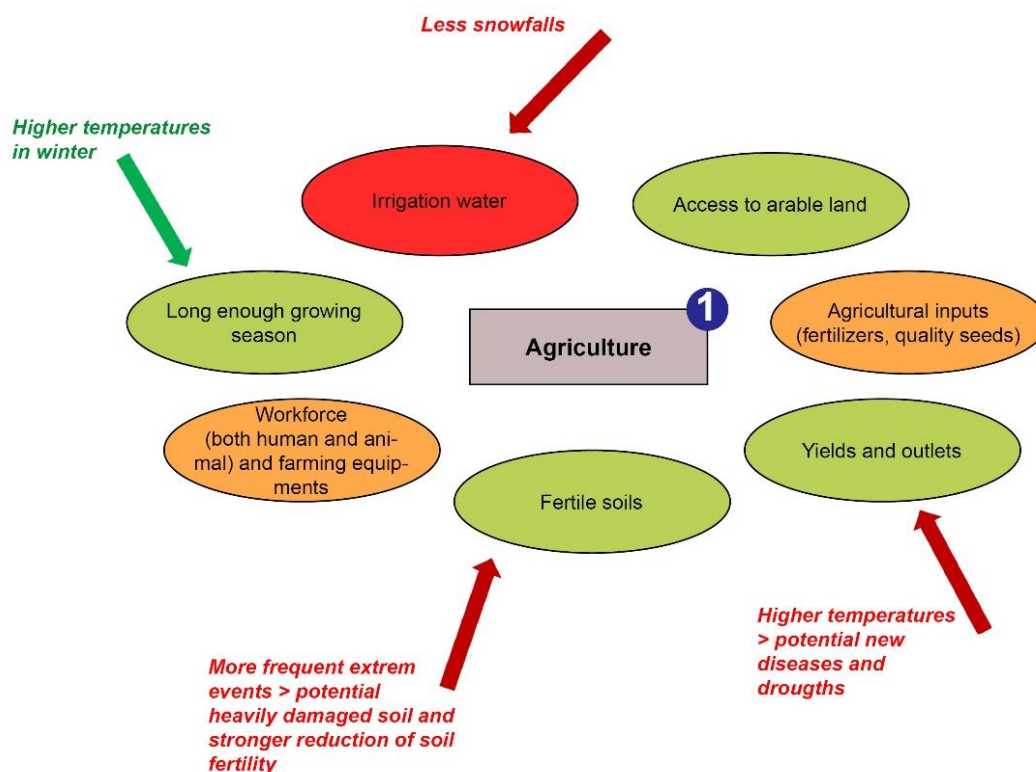 Less snowfalls
Higher temperatures
in winter
Irrigation water
Access to arable land
Long enough growing
season
1
Agriculture
Agricultural inputs
(fertilizers, quality seeds)
Workforce
(both human and ani-
mal) and farming equip-
ments
Fertile soils
Yields and outlets
More frequent extrem
events > potential
heavily damaged soil and
stronger reduction of soil
fertility
Higher temperatures
> potential new
diseases and
drougths